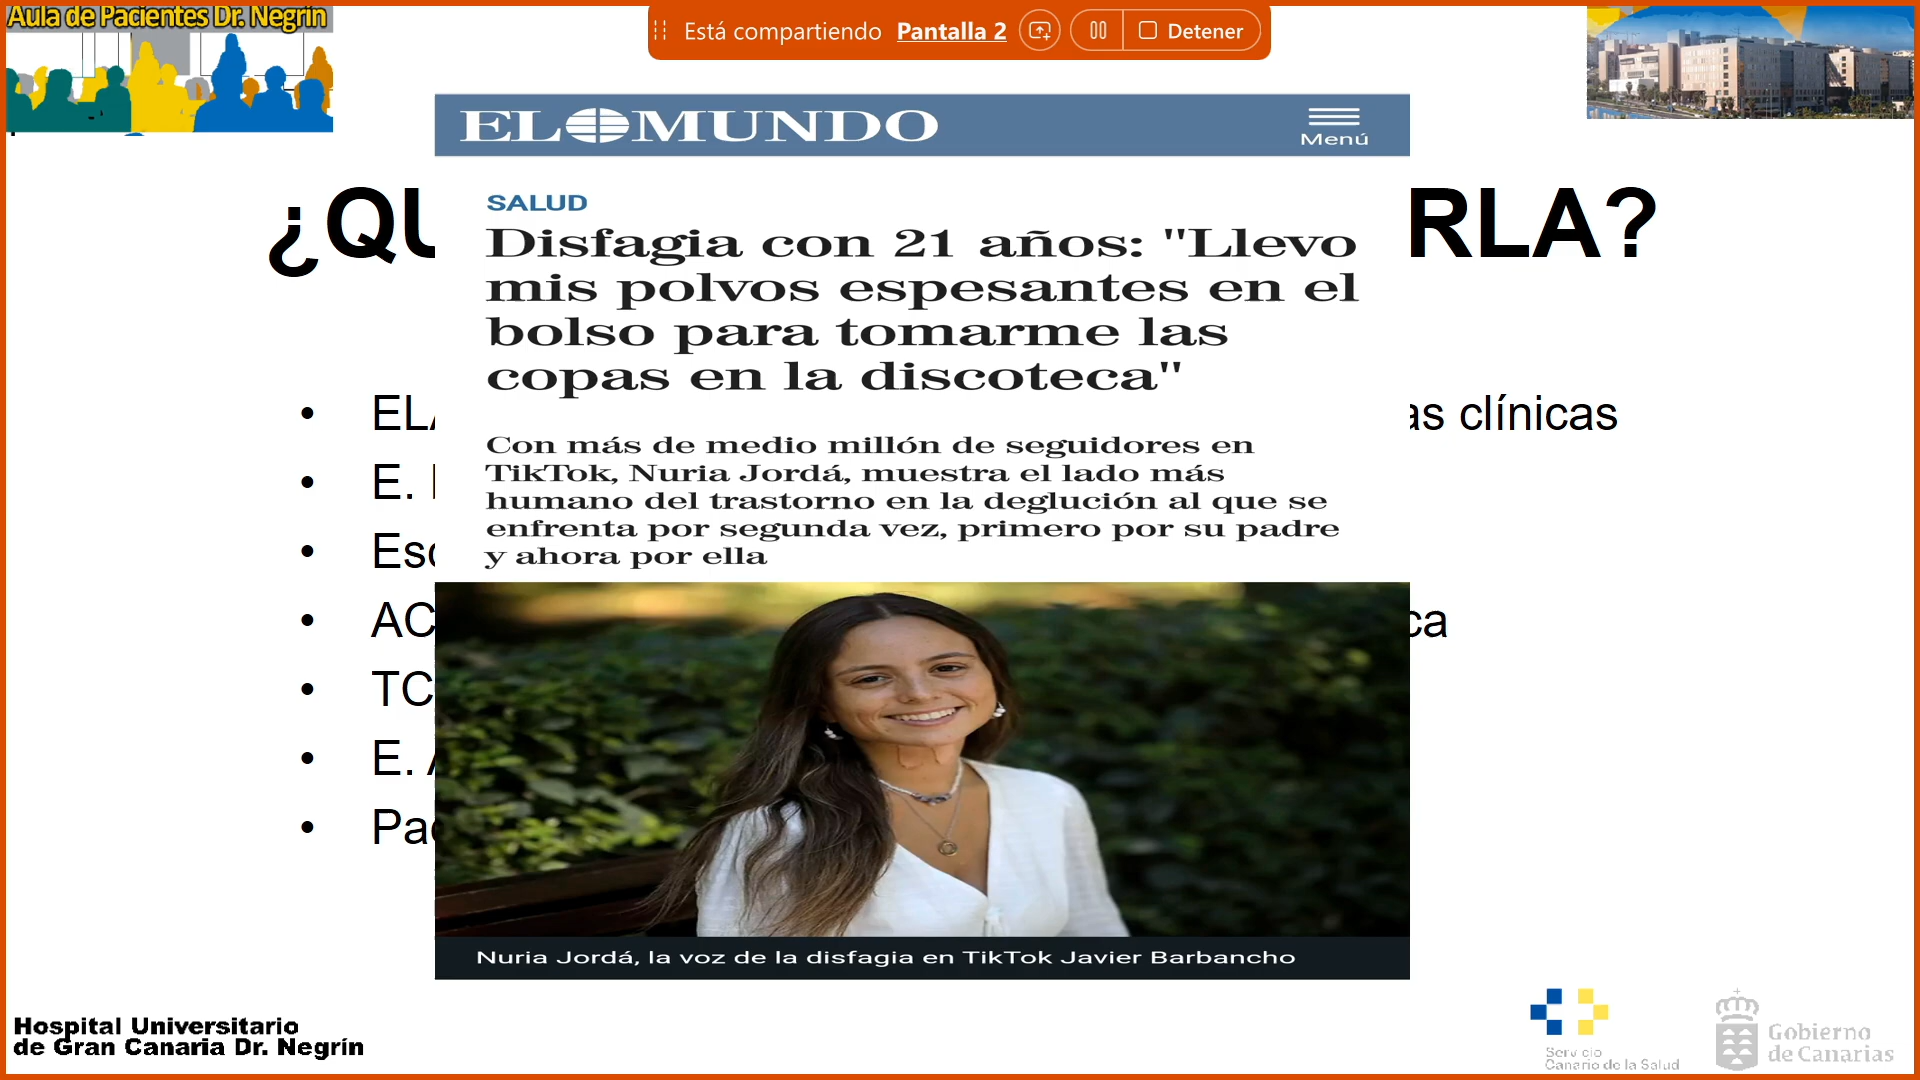 Aula de Pacientes Dr. Negrín
Está compartiendo Pantalla 2
Detener
EL MUNDO
Menú
¿QU
RLA?
SALUD
Disfagia con 21 años: "Llevo
mis polvos espesantes en el
bolso para tomarme las
copas en la discoteca"
Con más de medio millón de seguidores en
TikTok, Nuria Jordá, muestra el lado más
humano del trastorno en la deglución al que se
enfrenta por segunda vez, primero por su padre
y ahora por ella
• ELA
as clínicas
• E.
• Esc
• AC
ca
• TC
• E. A
• Pac
Nuria Jordá, la voz de la disfagia en TikTok Javier Barbancho
Hospital Universitario
de Gran Canaria Dr. Negrín
Servicio
Canario de la Salud
Gobierno
de Canarias